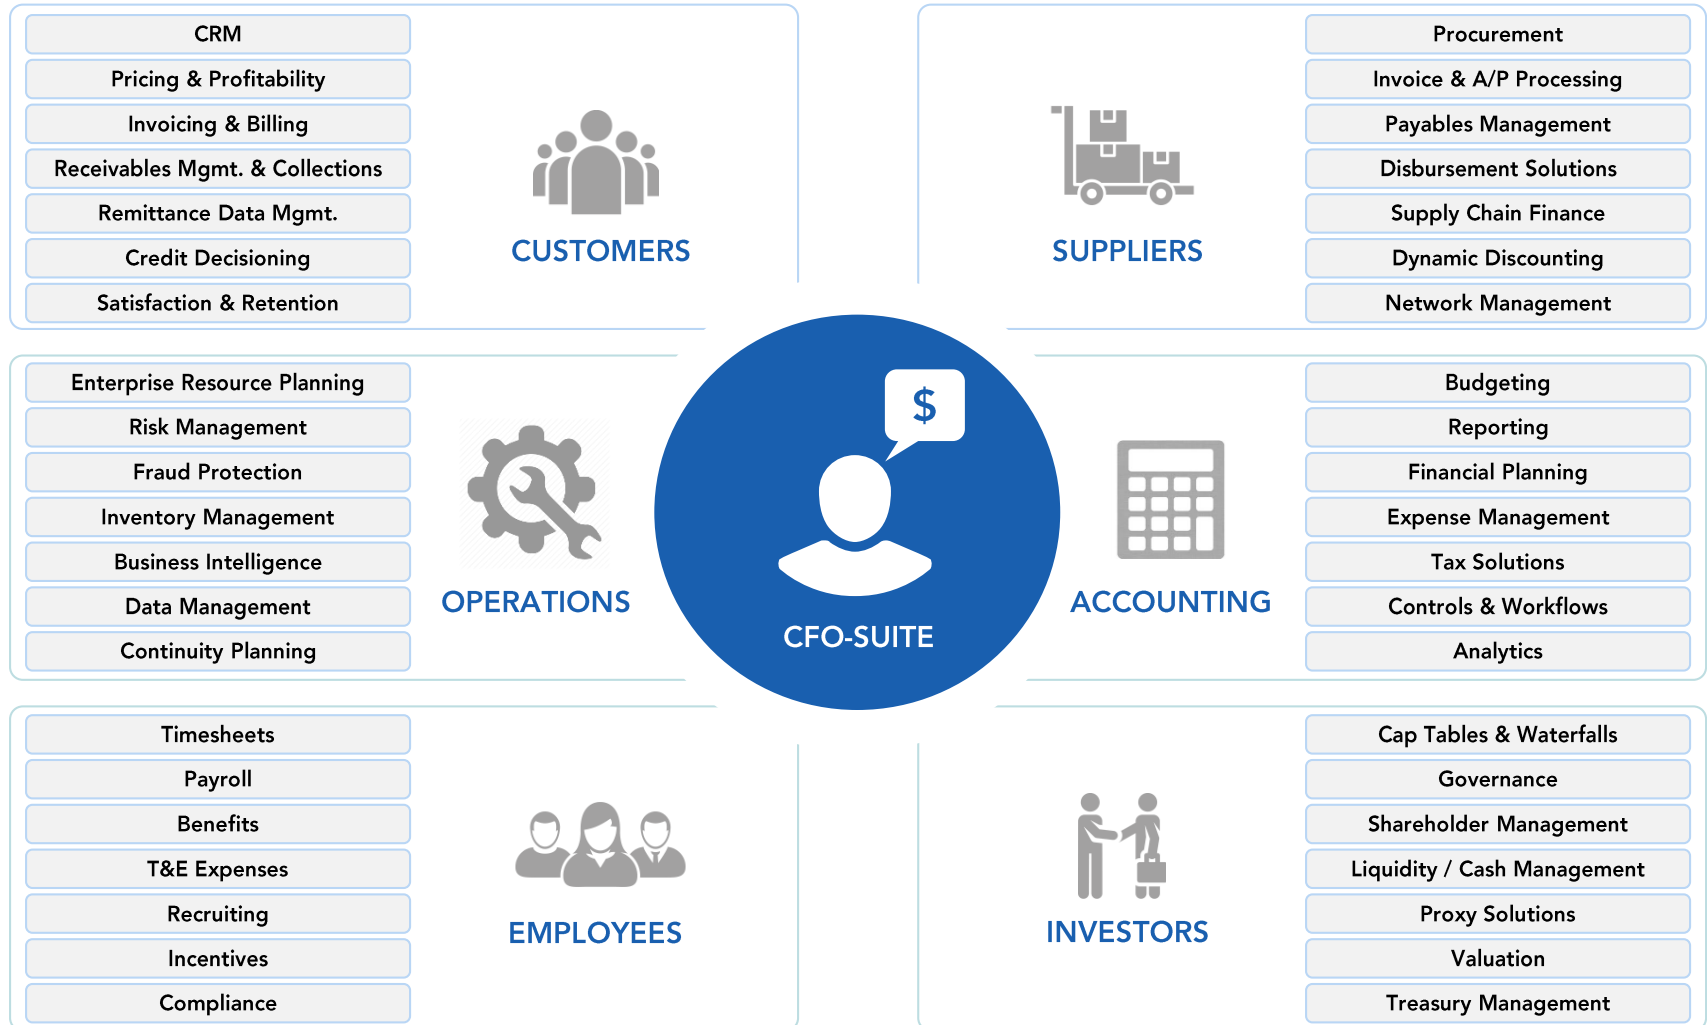 CRM
Pricing & Profitability
Invoicing & Billing
Receivables Mgmt. & Collections
Remittance Data Mgmt.
Credit Decisioning
Satisfaction & Retention
CUSTOMERS
SUPPLIERS
Procurement
Invoice & A/P Processing
Payables Management
Disbursement Solutions
Supply Chain Finance
Dynamic Discounting
Network Management
Enterprise Resource Planning
Risk Management
Fraud Protection
Inventory Management
Business Intelligence
Data Management
Continuity Planning
OPERATIONS
$
CFO-SUITE
ACCOUNTING
Budgeting
Reporting
Financial Planning
Expense Management
Tax Solutions
Controls & Workflows
Analytics
Timesheets
Payroll
Benefits
T&E Expenses
Recruiting
Incentives
Compliance
EMPLOYEES
INVESTORS
Cap Tables & Waterfalls
Governance
Shareholder Management
Liquidity / Cash Management
Proxy Solutions
Valuation
Treasury Management